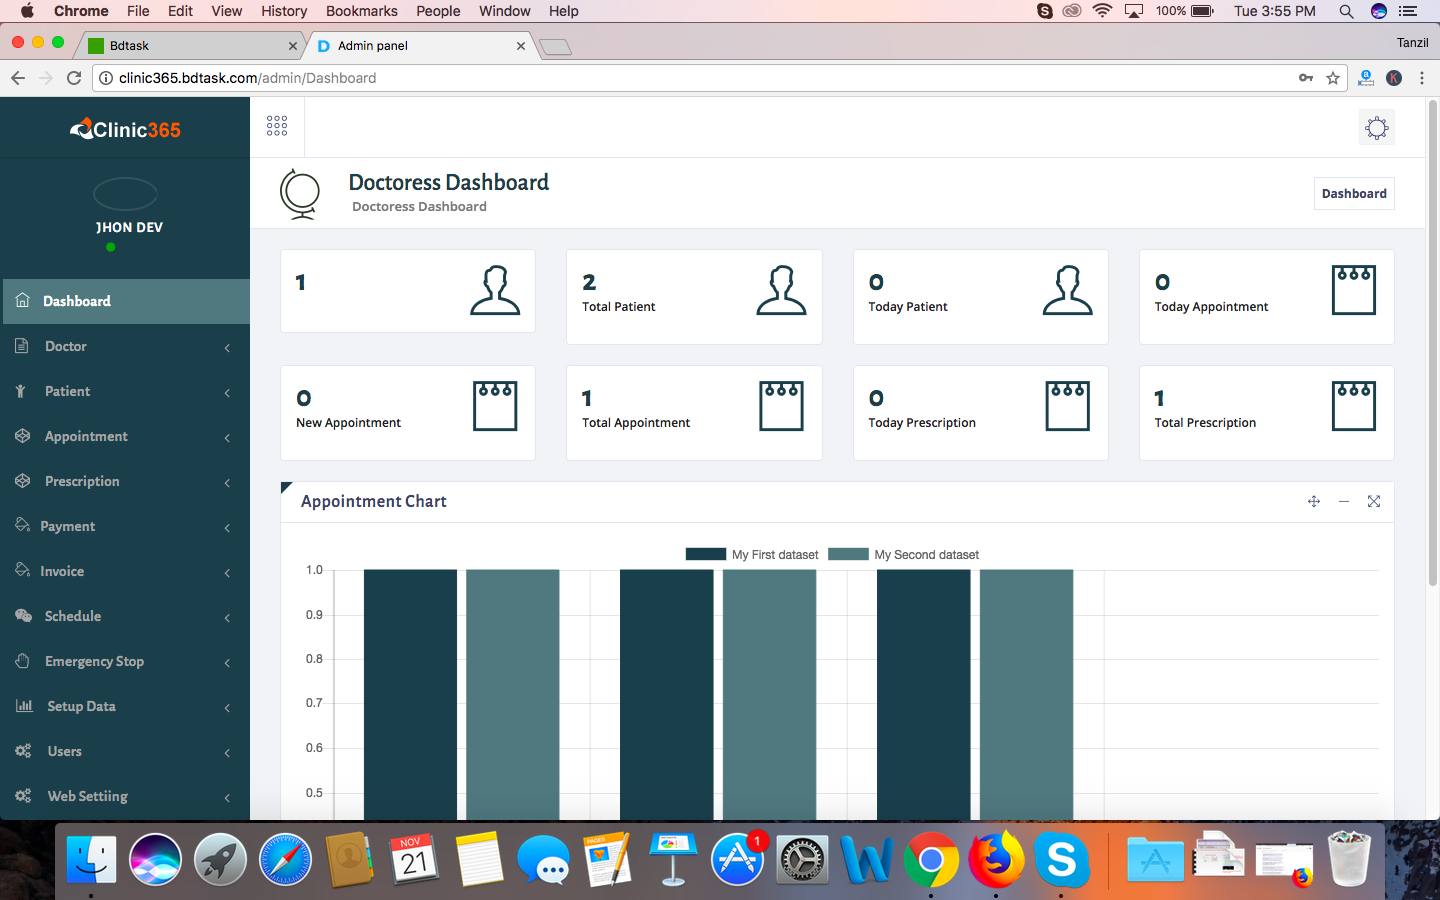 Chrome File Edit View History Bookmarks People Window Help 100% Tue 3:55 PM
Bdtask
Admin panel
Tanzil
clinic365.bdtask.com/admin/Dashboard
a
K
Clinic365
JHON DEV
Dashboard
Doctor
Patient
Appointment
Prescription
Payment
Invoice
Schedule
Emergency Stop
Setup Data
Users
Web Settiing
Doctoress Dashboard
Doctoress Dashboard
Dashboard
1
2
Total Patient
0
Today Patient
0
Today Appointment
0
New Appointment
1
Total Appointment
0
Today Prescription
1
Total Prescription
Appointment Chart
My First dataset My Second dataset
1.0
0.9
0.8
0.7
0.6
0.5
NOV
21
PAGES
1